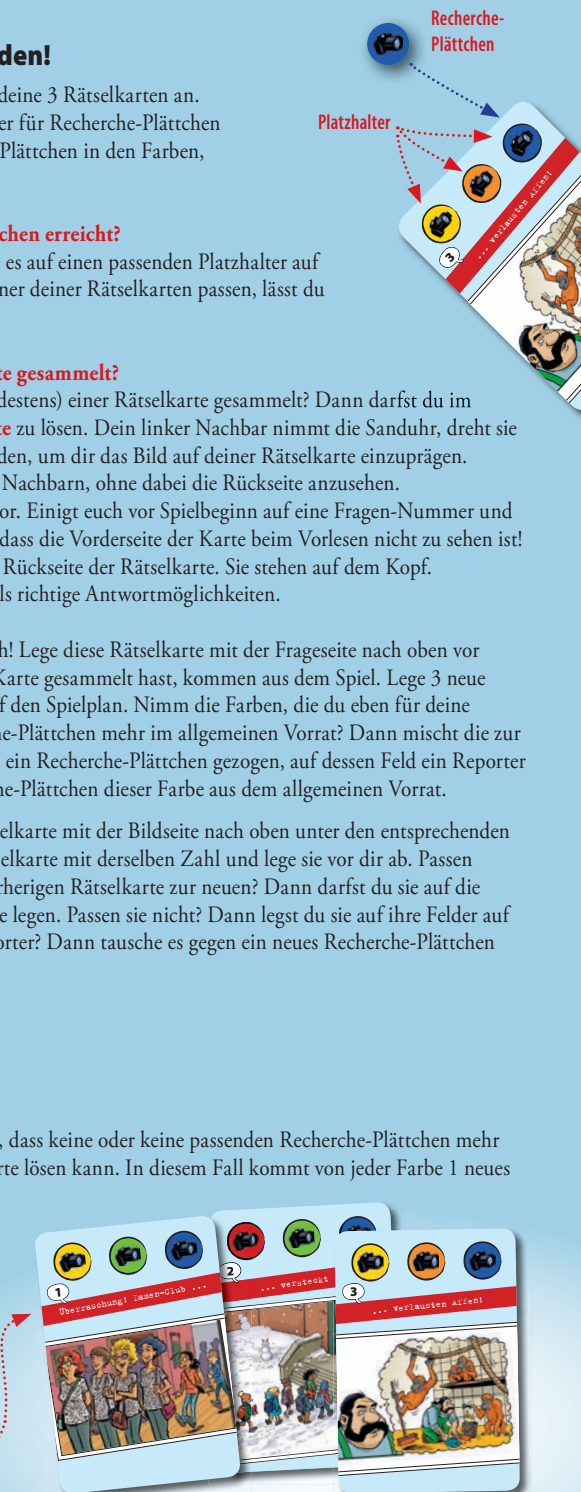 Recherche-
Plättchen
Platzhalter
den!
deine 3 Rätselkarten an.
er für Recherche-Plättchen
Plättchen in den Farben,
3
... verlausten Affen!
chen erreicht?
es auf einen passenden Platzhalter auf
ner deiner Rätselkarten passen, lässt du
te gesammelt?
destens) einer Rätselkarte gesammelt? Dann darfst du im
te zu lösen. Dein linker Nachbar nimmt die Sanduhr, dreht sie
den, um dir das Bild auf deiner Rätselkarte einzuprägen.
Nachbarn, ohne dabei die Rückseite anzusehen.
or. Einigt euch vor Spielbeginn auf eine Fragen-Nummer und
dass die Vorderseite der Karte beim Vorlesen nicht zu sehen ist!
Rückseite der Rätselkarte. Sie stehen auf dem Kopf.
ls richtige Antwortmöglichkeiten.
h! Lege diese Rätselkarte mit der Frageseite nach oben vor
Karte gesammelt hast, kommen aus dem Spiel. Lege 3 neue
f den Spielplan. Nimm die Farben, die du eben für deine
he-Plättchen mehr im allgemeinen Vorrat? Dann mischt die zur
ein Recherche-Plättchen gezogen, auf dessen Feld ein Reporter
he-Plättchen dieser Farbe aus dem allgemeinen Vorrat.
selkarte mit der Bildseite nach oben unter den entsprechenden
selkarte mit derselben Zahl und lege sie vor dir ab. Passen
rherigen Rätselkarte zur neuen? Dann darfst du sie auf die
e legen. Passen sie nicht? Dann legst du sie auf ihre Felder auf
orter? Dann tausche es gegen ein neues Recherche-Plättchen
, dass keine oder keine passenden Recherche-Plättchen mehr
arte lösen kann. In diesem Fall kommt von jeder Farbe 1 neues
1
Überraschung! Damen-Club ...
2
... versteckt
3
... verlausten Affen!